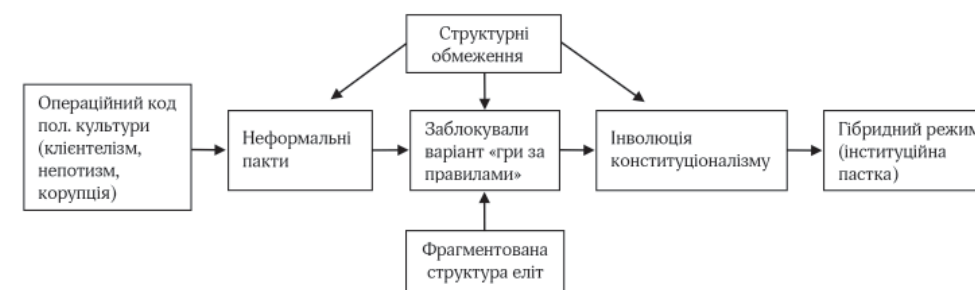 Структурні
обмеження
Операційний код
пол. культури
(клієнтелізм,
непотизм,
корупція)
Неформальні
пакти
Заблокували
варіант «гри за
правилами»
Інволюція
конституціоналізму
Гібридний режим
(інституційна
пастка)
Фрагментована
структура еліт